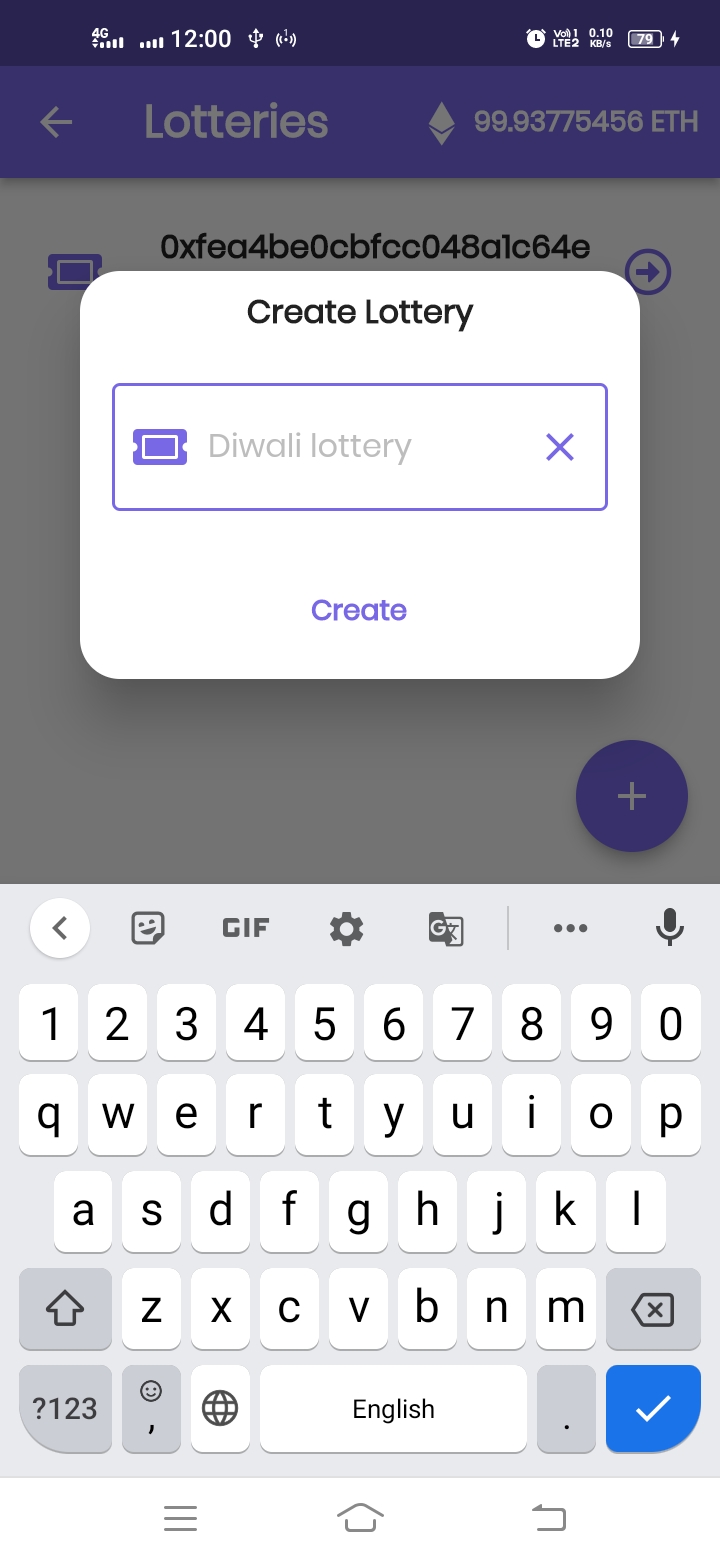 4G 12:00 Vo) 1 LTE2 0.10 KB/s 79
Lotteries 99.93775456 ETH
0xfea4be0cbfcc048a1c64e
Create Lottery
Diwali lottery
Create
GIF G
1 2 3 4 5 6 7 8 9 0
q w e r t y u i o p
a s d f g h j k l
z x c v b n m
?123 , English .